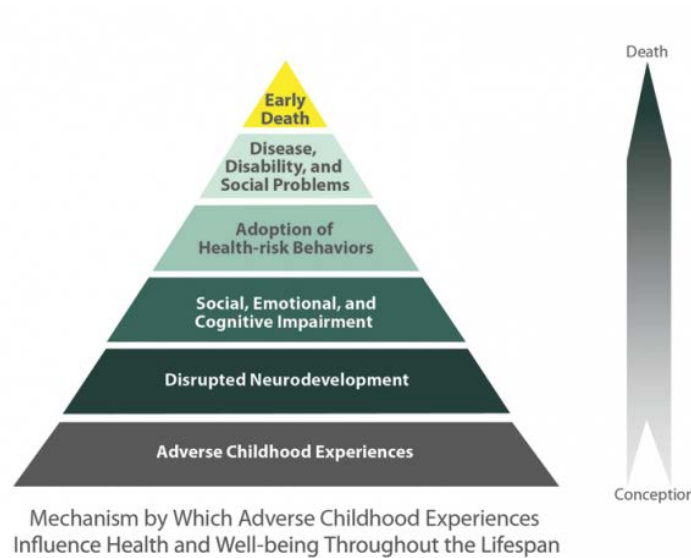 Death
Early
Death
Disease,
Disability, and
Social Problems
Adoption of
Health-risk Behaviors
Social, Emotional, and
Cognitive Impairment
Disrupted Neurodevelopment
Adverse Childhood Experiences
Conception
Mechanism by Which Adverse Childhood Experiences
Influence Health and Well-being Throughout the Lifespan